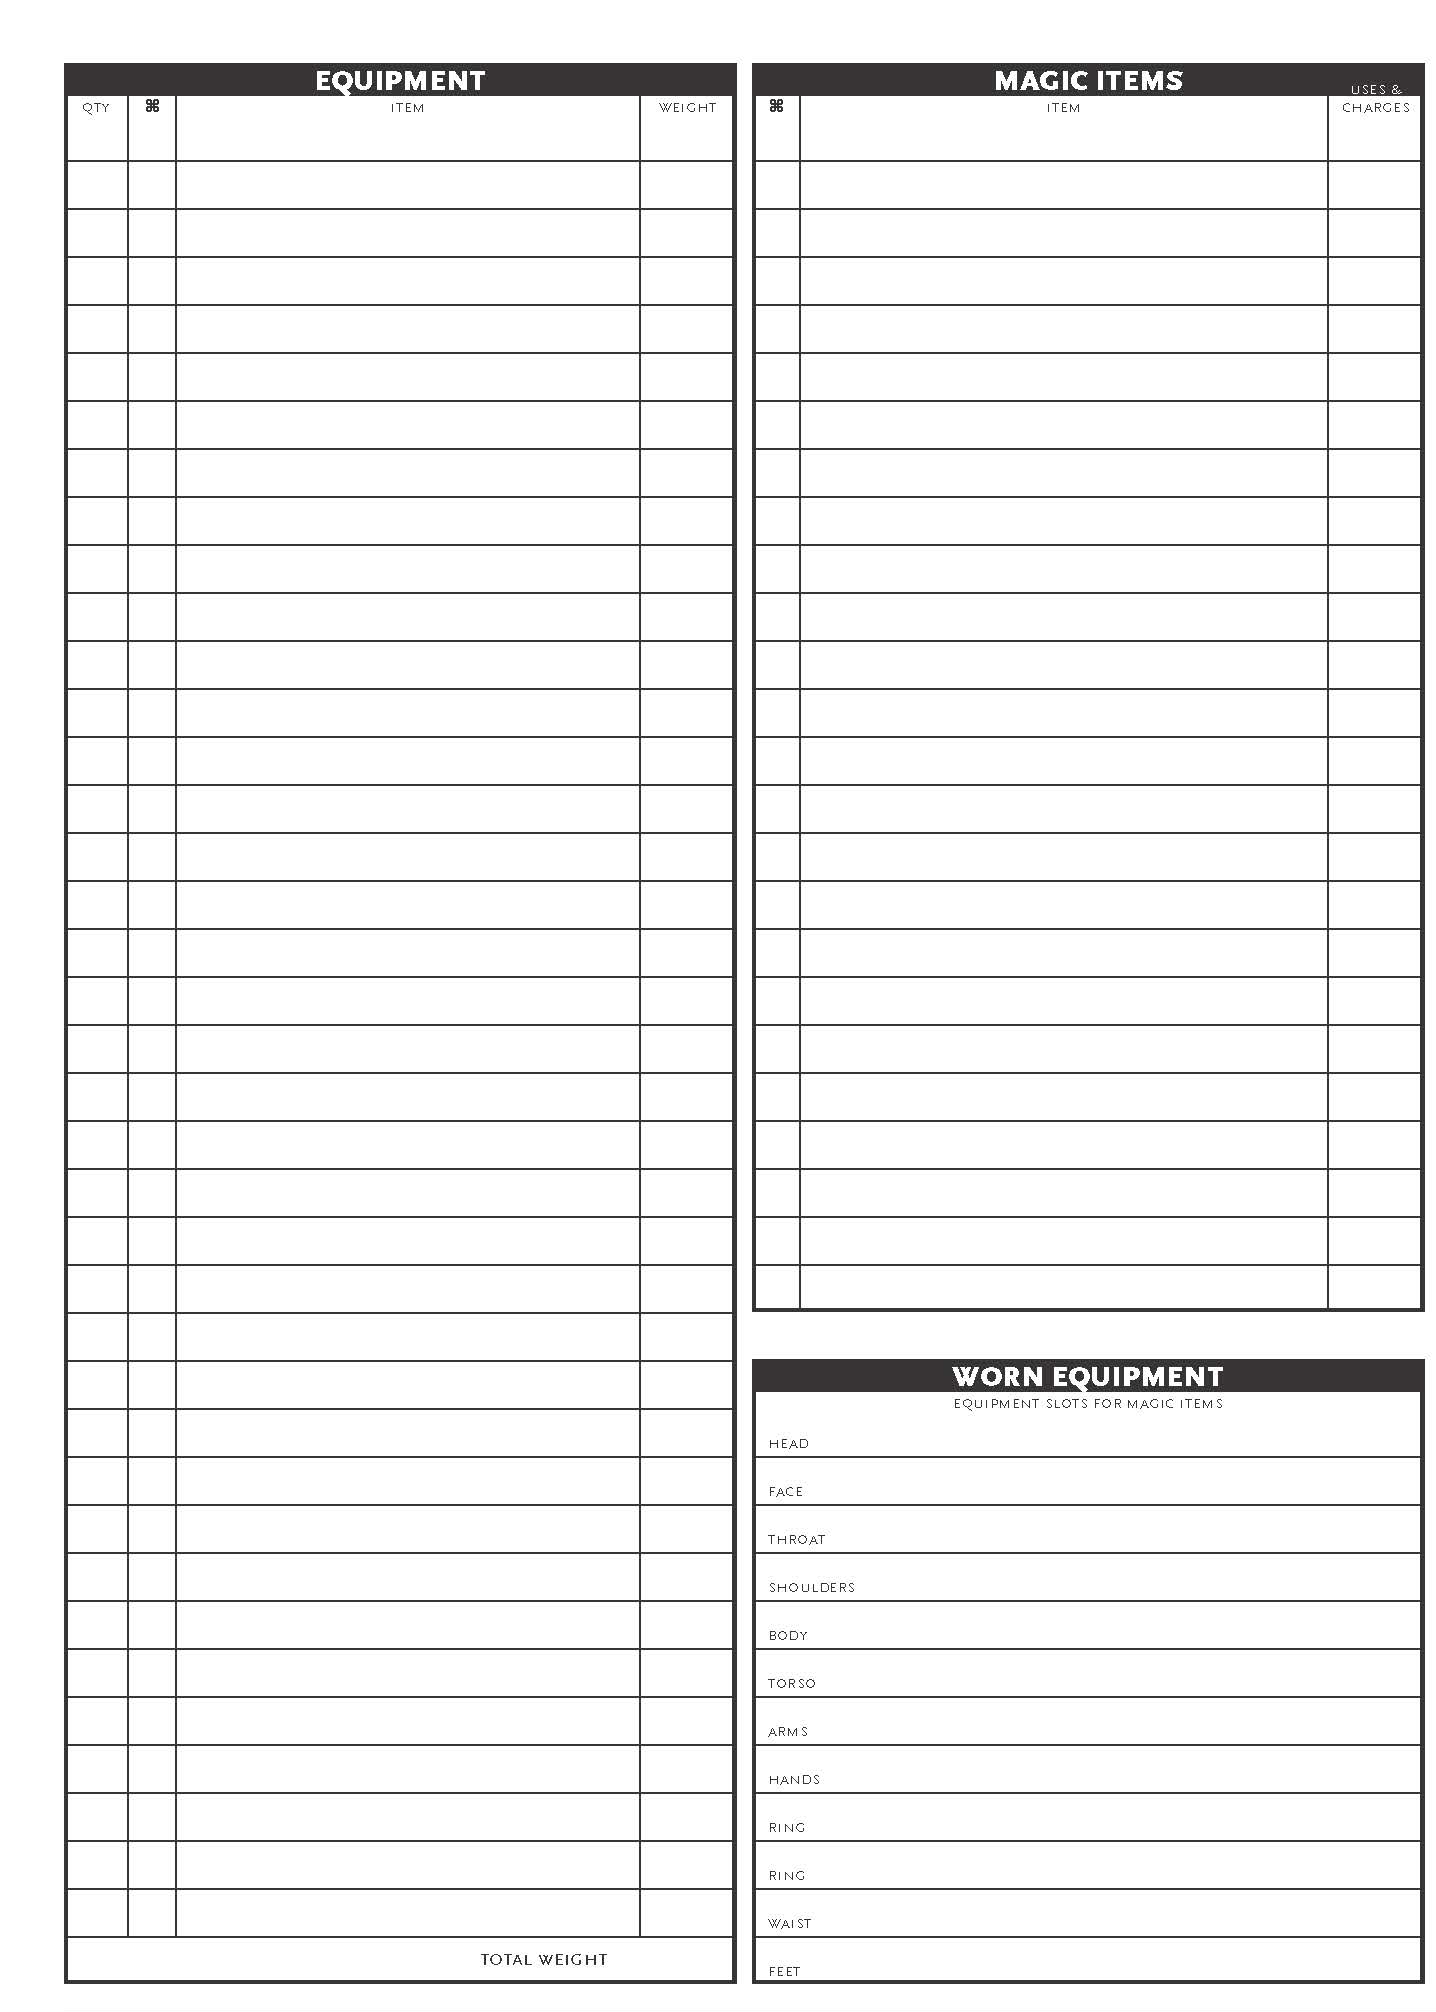 EQUIPMENT
QTY ⌘ ITEM WEIGHT
TOTAL WEIGHT
MAGIC ITEMS
USES &
⌘ ITEM CHARGES
WORN EQUIPMENT
EQUIPMENT SLOTS FOR MAGIC ITEMS
HEAD
FACE
THROAT
SHOULDERS
BODY
TORSO
ARMS
HANDS
RING
RING
WAIST
FEET